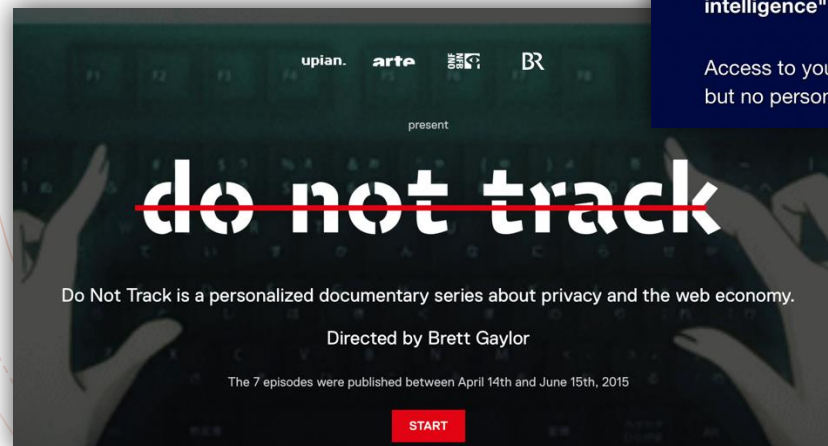 intelligence"
Access to you
but no person
upian. arte ONF NFB BR
present
do not track
Do Not Track is a personalized documentary series about privacy and the web economy.
Directed by Brett Gaylor
The 7 episodes were published between April 14th and June 15th, 2015
START